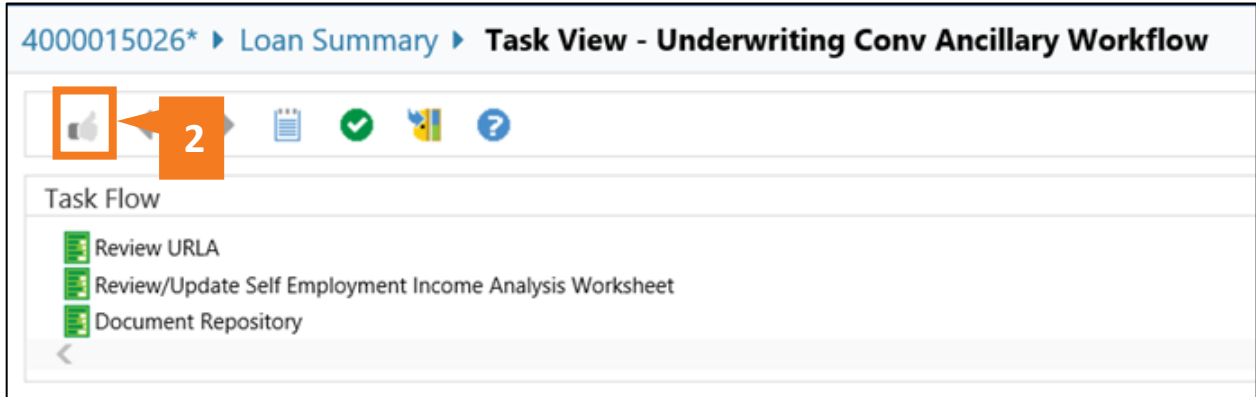 4000015026* ▸ Loan Summary ▸ Task View - Underwriting Conv Ancillary Workflow
2
Task Flow
Review URLA
Review/Update Self Employment Income Analysis Worksheet
Document Repository